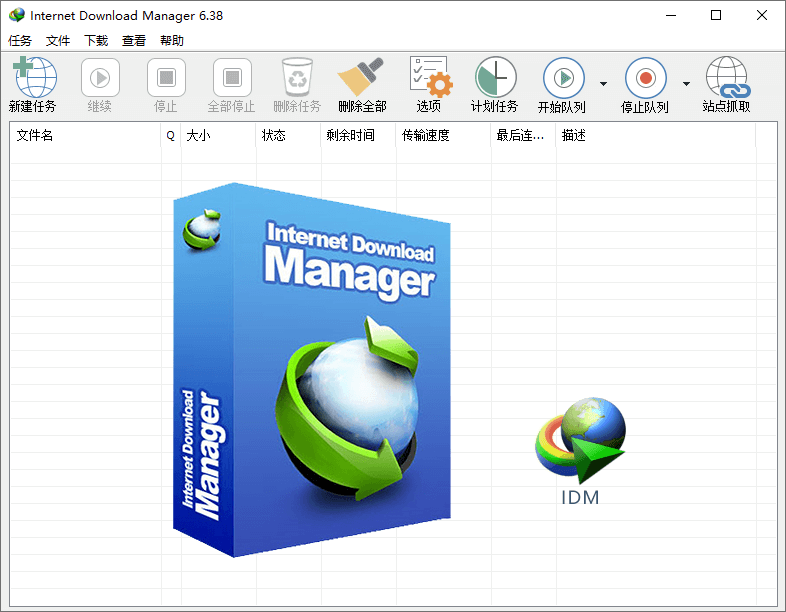 Internet Download Manager 6.38
任务 文件 下载 查看 帮助
新建任务 继续 停止 全部停止 删除任务 删除全部 选项 计划任务 开始队列 停止队列 站点抓取
文件名 Q 大小 状态 剩余时间 传输速度 最后连... 描述
Internet Download
Manager
Internet Download
Manager
IDM